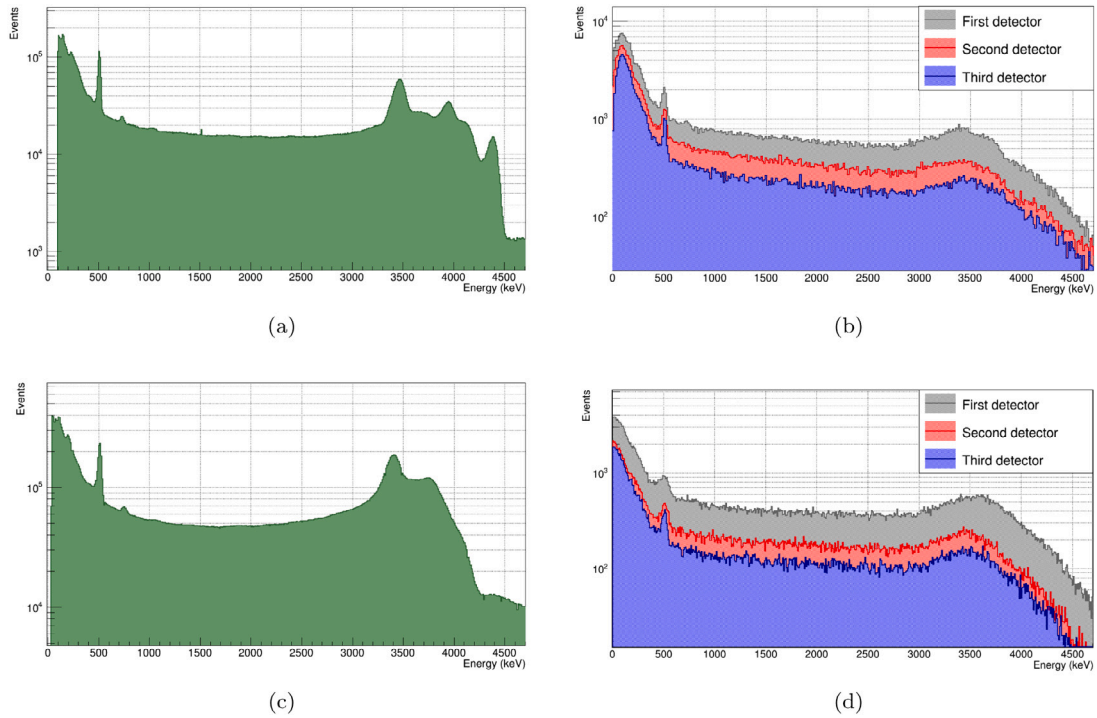 Events
10^5
10^4
10^3
0 500 1000 1500 2000 2500 3000 3500 4000 4500
Energy (keV)
(a)
Events
10^4
10^3
10^2
First detector
Second detector
Third detector
0 500 1000 1500 2000 2500 3000 3500 4000 4500
Energy (keV)
(b)
Events
10^5
10^4
0 500 1000 1500 2000 2500 3000 3500 4000 4500
Energy (keV)
(c)
Events
10^3
10^2
First detector
Second detector
Third detector
0 500 1000 1500 2000 2500 3000 3500 4000 4500
Energy (keV)
(d)